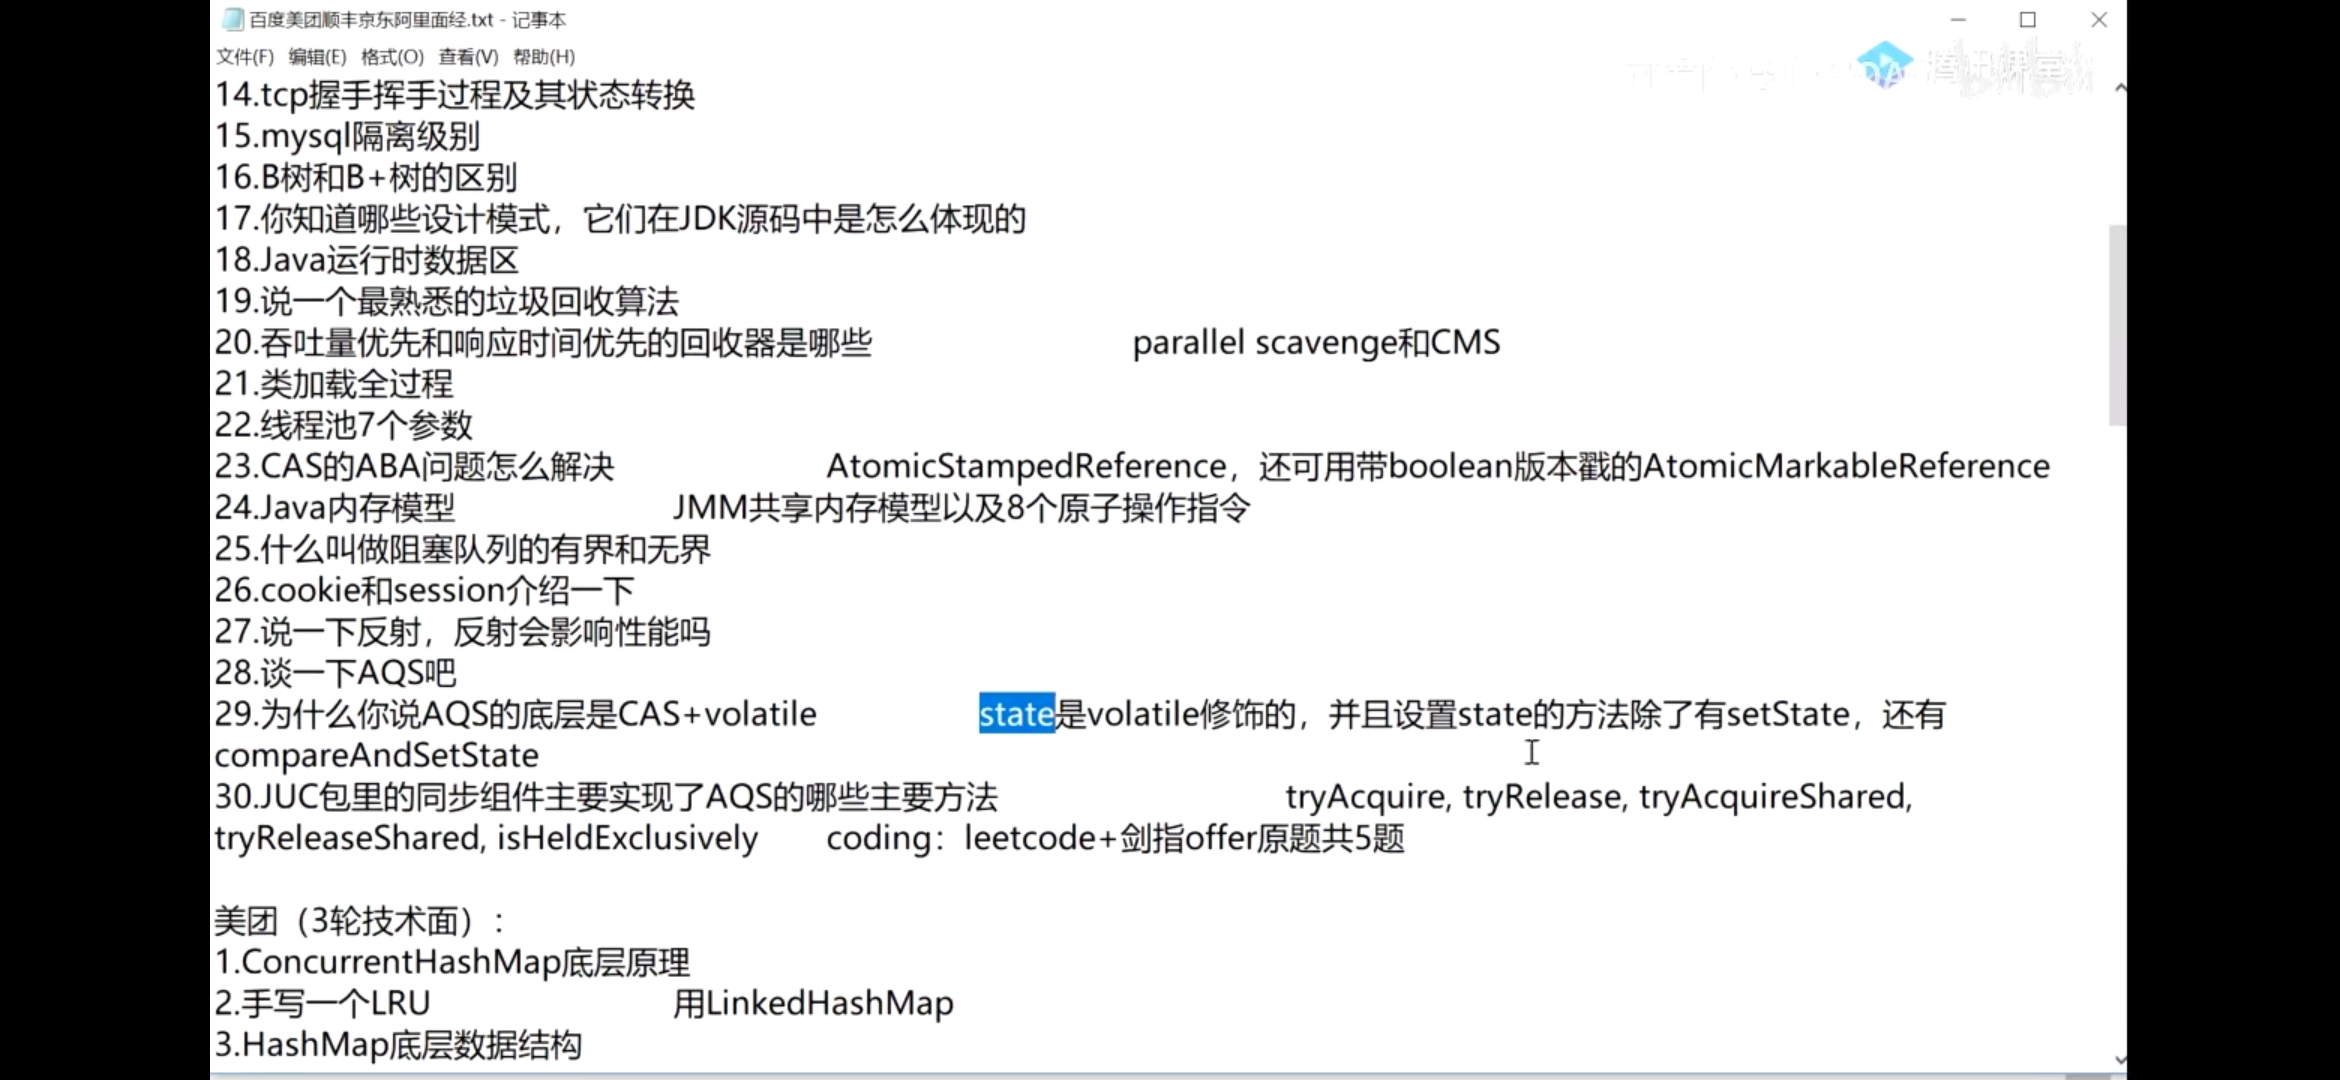 百度美团顺丰京东阿里面经.txt - 记事本
文件(F) 编辑(E) 格式(O) 查看(V) 帮助(H)
腾讯课堂
14.tcp握手挥手过程及其状态转换
15.mysql隔离级别
16.B树和B+树的区别
17.你知道哪些设计模式，它们在JDK源码中是怎么体现的
18.Java运行时数据区
19.说一个最熟悉的垃圾回收算法
20.吞吐量优先和响应时间优先的回收器是哪些 parallel scavenge和CMS
21.类加载全过程
22.线程池7个参数
23.CAS的ABA问题怎么解决 AtomicStampedReference，还可用带boolean版本戳的AtomicMarkableReference
24.Java内存模型 JMM共享内存模型以及8个原子操作指令
25.什么叫做阻塞队列的有界和无界
26.cookie和session介绍一下
27.说一下反射，反射会影响性能吗
28.谈一下AQS吧
29.为什么你说AQS的底层是CAS+volatile state是volatile修饰的，并且设置state的方法除了有setState，还有
compareAndSetState
30.JUC包里的同步组件主要实现了AQS的哪些主要方法 tryAcquire, tryRelease, tryAcquireShared,
tryReleaseShared, isHeldExclusively coding：leetcode+剑指offer原题共5题
美团（3轮技术面）：
1.ConcurrentHashMap底层原理
2.手写一个LRU 用LinkedHashMap
3.HashMap底层数据结构